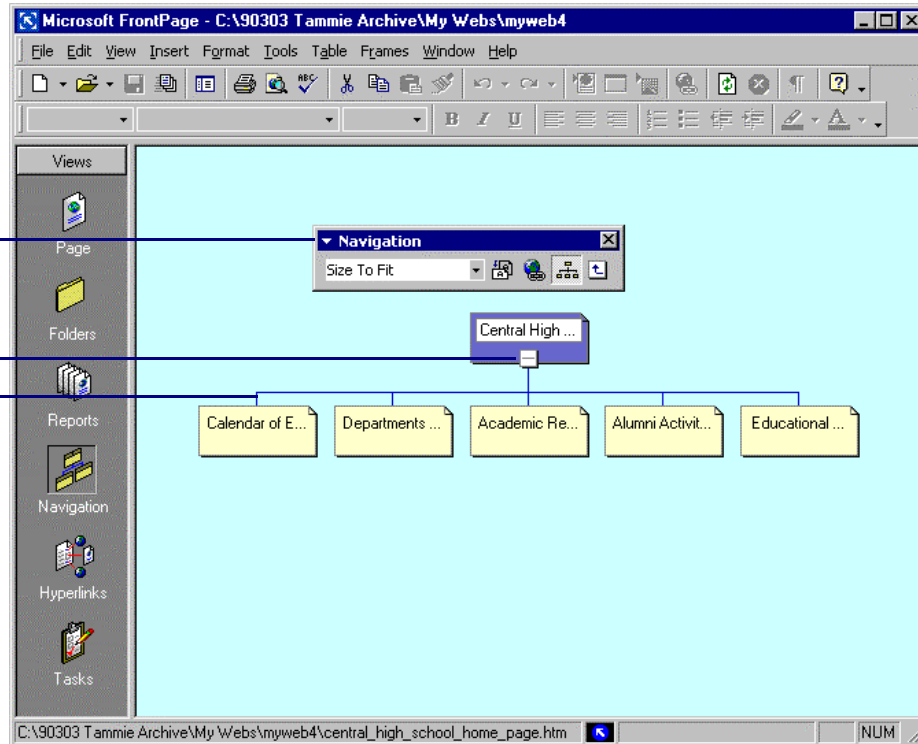 Microsoft FrontPage - C:\90303 Tammie Archive\My Webs\myweb4
File Edit View Insert Format Tools Table Frames Window Help
ABC
B I U A
Views
Page
Folders
Reports
Navigation
Hyperlinks
Tasks
Navigation
Size To Fit
Central High ...
Calendar of E... Departments ... Academic Re... Alumni Activit... Educational ...
C:\90303 Tammie Archive\My Webs\myweb4\central_high_school_home_page.htm NUM